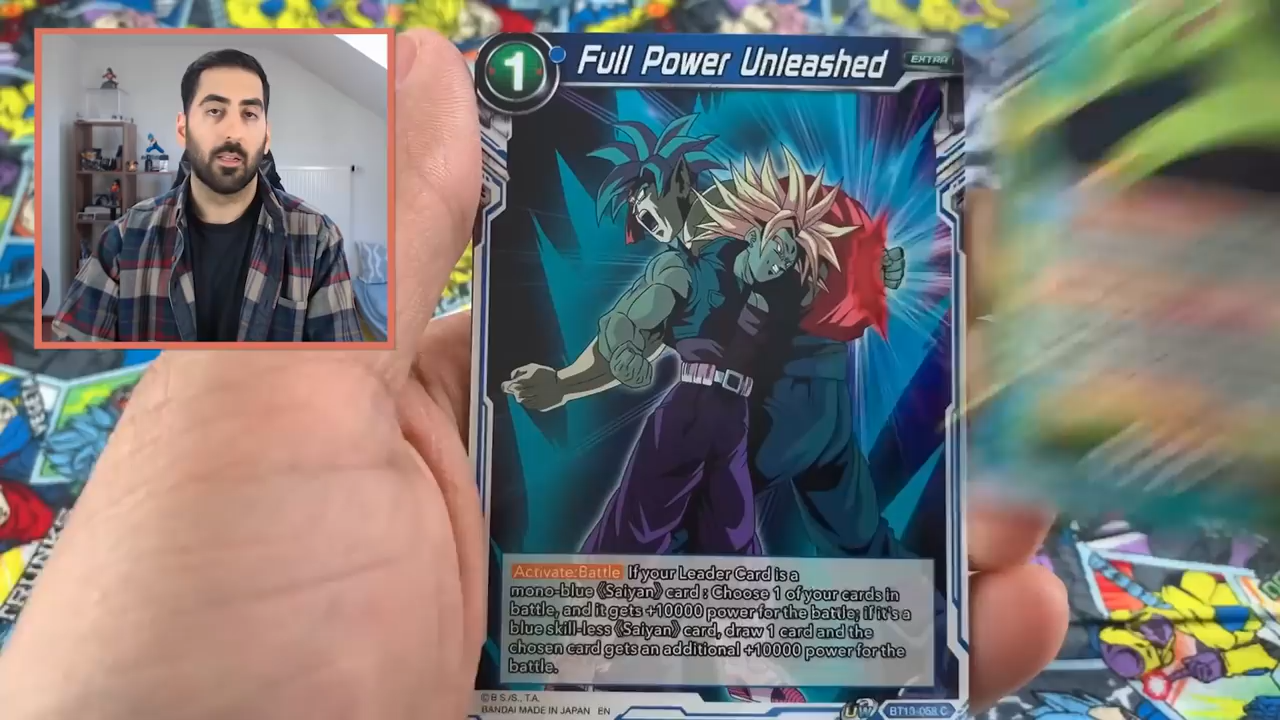 1
Full Power Unleashed
EXTRA
Activate:Battle If your Leader Card is a
mono-blue《Saiyan》card : Choose 1 of your cards in
battle, and it gets +10000 power for the battle; if it's a
blue skill-less《Saiyan》card, draw 1 card and the
chosen card gets an additional +10000 power for the
battle.
©B.S./S., T.A.
BANDAI MADE IN JAPAN EN
UW
BT13-058 C
TRUNKS